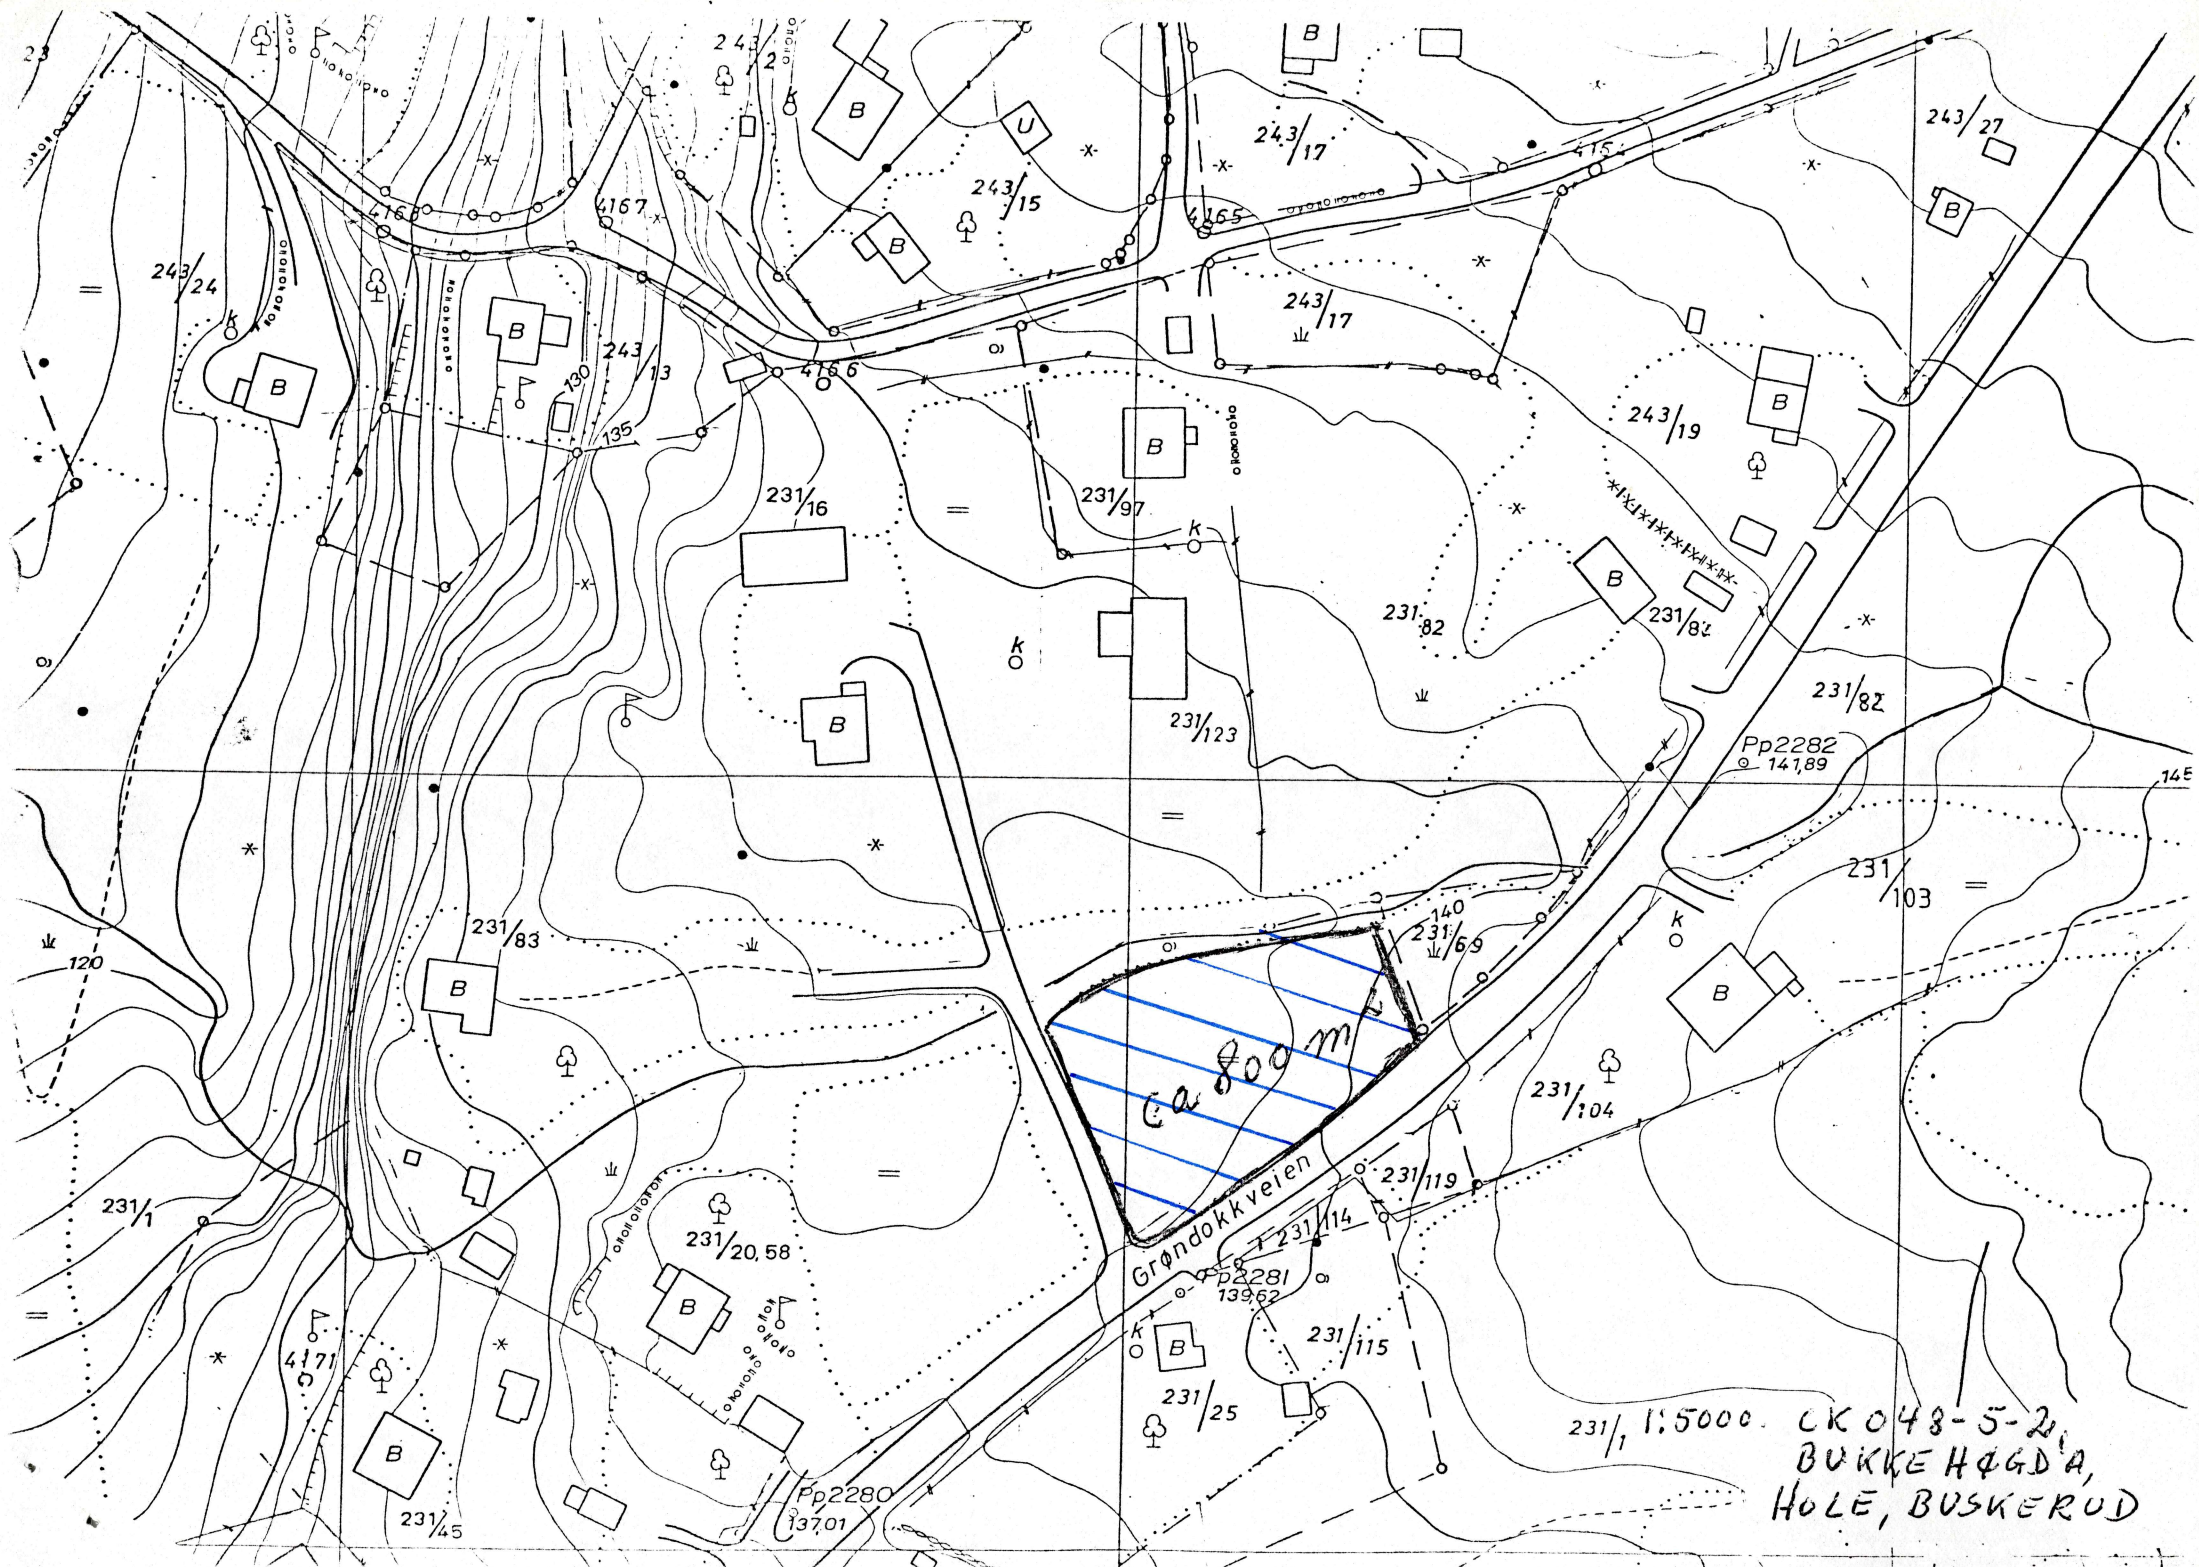 23
243/2
B
U
B
243/15
B
243/17
4154
243/27
B
4168
4167
4165
243/24
k
k
B
B
243/13
130
135
4166
243/17
B
243/19
B
231/16
231/97
k
B
231/82
231/82
k
B
231/123
231/82
Pp2282
141,89
145
231/83
B
120
140
231/69
231/103
k
B
ca 800 m2
231/104
231/1
231/20,58
B
Grøndokkveien
231/119
231/114
Pp2281
139,62
k
B
231/115
231/25
4171
B
231/45
Pp2280
137,01
231/1
1:5000. CK 048-5-2,
BUKKEHØGDA,
HOLE, BUSKERUD